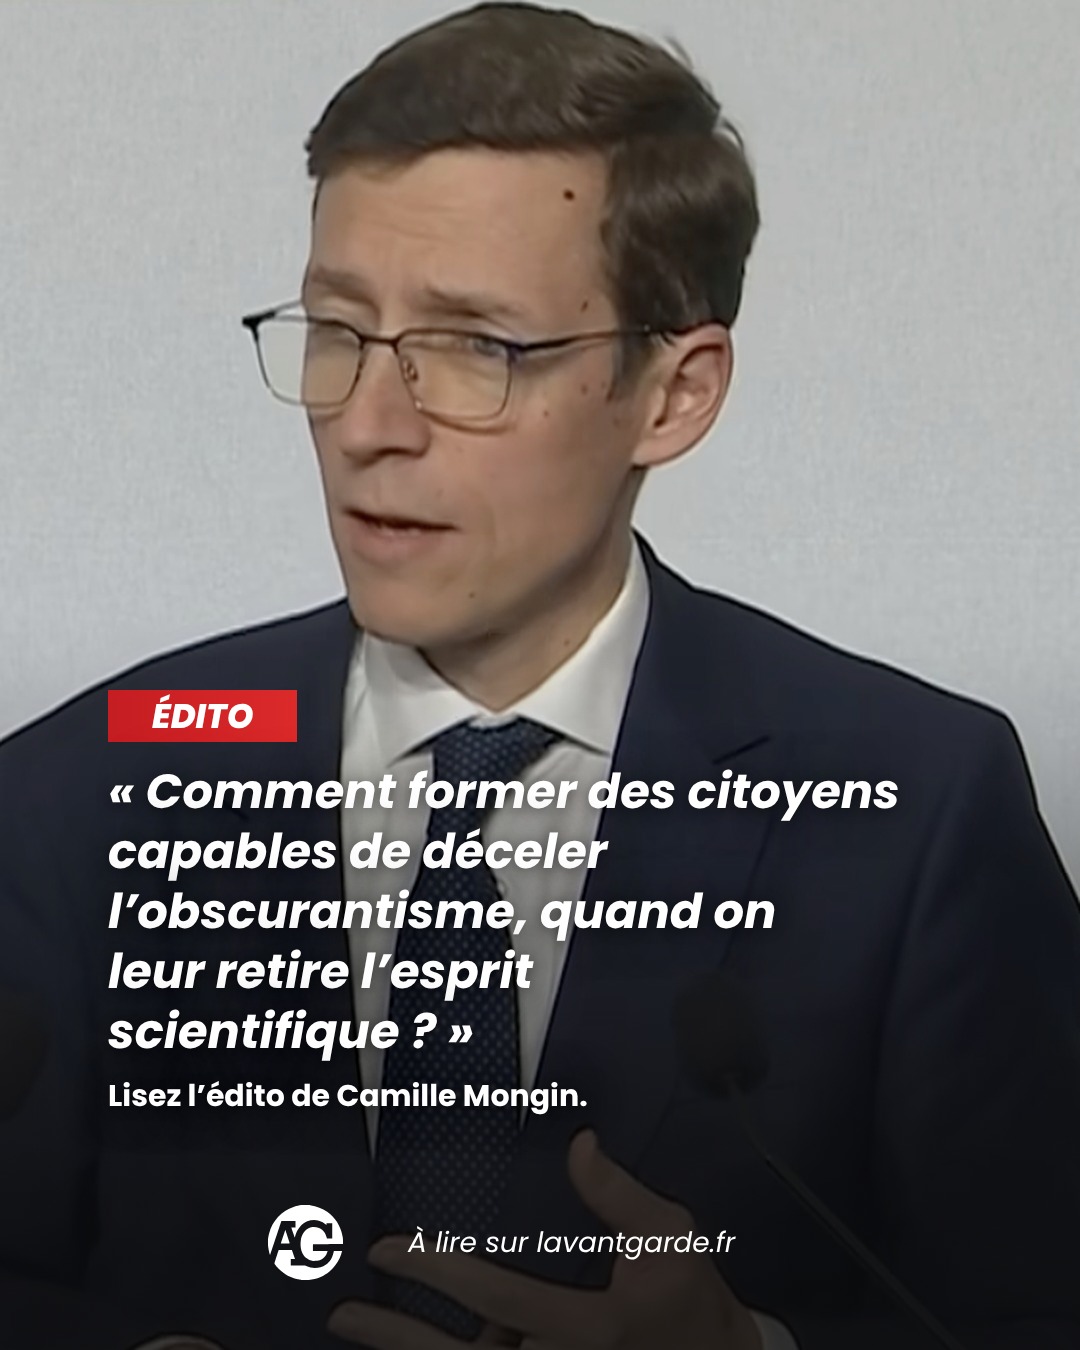 ÉDITO
« Comment former des citoyens
capables de déceler
l’obscurantisme, quand on
leur retire l’esprit
scientifique ? »
Lisez l’édito de Camille Mongin.
AG
À lire sur lavantgarde.fr